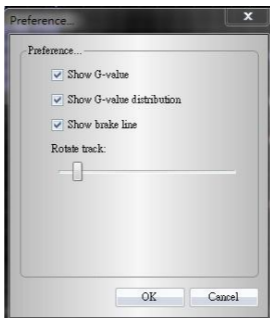 Preference...
X
Preference...
Show G-value
Show G-value distribution
Show brake line
Rotate track:
OK
Cancel